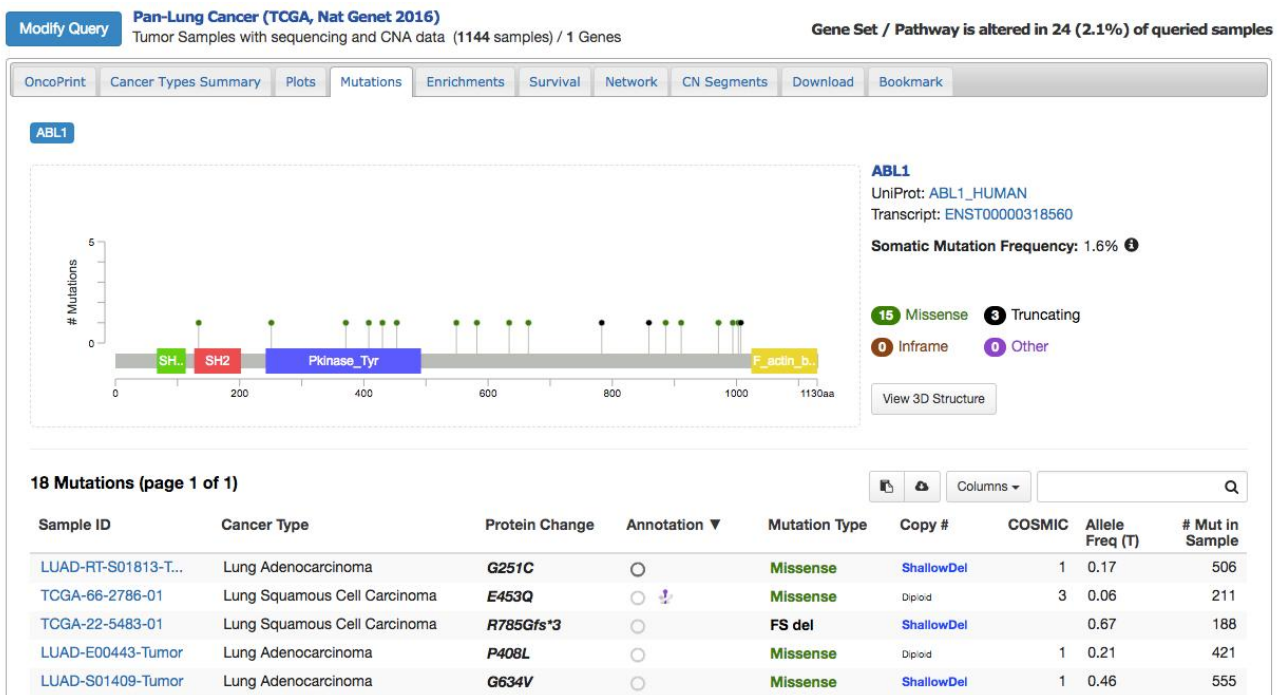 Modify Query
Pan-Lung Cancer (TCGA, Nat Genet 2016)
Tumor Samples with sequencing and CNA data (1144 samples) / 1 Genes
Gene Set / Pathway is altered in 24 (2.1%) of queried samples
OncoPrint Cancer Types Summary Plots Mutations Enrichments Survival Network CN Segments Download Bookmark
ABL1
ABL1
UniProt: ABL1_HUMAN
Transcript: ENST00000318560
Somatic Mutation Frequency: 1.6%
15 Missense 3 Truncating
0 Inframe 0 Other
View 3D Structure
# Mutations
5
0
SH.. SH2 Pkinase_Tyr F_actin_b..
0 200 400 600 800 1000 1130aa
18 Mutations (page 1 of 1)
Columns
Sample ID Cancer Type Protein Change Annotation ▼ Mutation Type Copy # COSMIC Allele Freq (T) # Mut in Sample
LUAD-RT-S01813-T... Lung Adenocarcinoma G251C Missense ShallowDel 1 0.17 506
TCGA-66-2786-01 Lung Squamous Cell Carcinoma E453Q Missense Diploid 3 0.06 211
TCGA-22-5483-01 Lung Squamous Cell Carcinoma R785Gfs*3 FS del ShallowDel 0.67 188
LUAD-E00443-Tumor Lung Adenocarcinoma P408L Missense Diploid 1 0.21 421
LUAD-S01409-Tumor Lung Adenocarcinoma G634V Missense ShallowDel 1 0.46 555